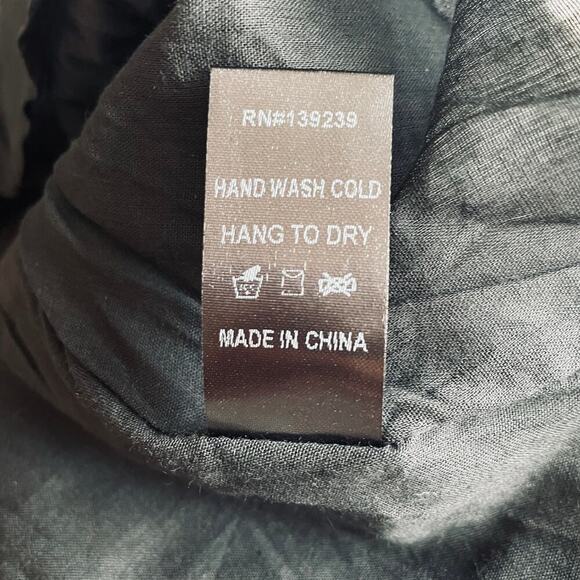 RN#139239
HAND WASH COLD
HANG TO DRY
MADE IN CHINA